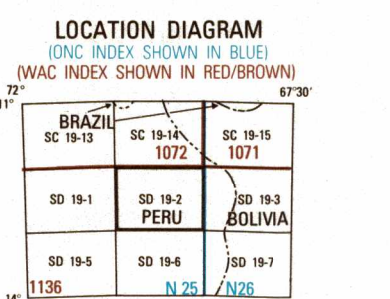 LOCATION DIAGRAM
(ONC INDEX SHOWN IN BLUE)
(WAC INDEX SHOWN IN RED/BROWN)
72° 67°30'
11°
BRAZIL
SC 19-13 SC 19-14 SC 19-15
1072 1071
SD 19-1 SD 19-2 SD 19-3
PERU BOLIVIA
SD 19-5 SD 19-6 SD 19-7
1136 N 25 N26
14°